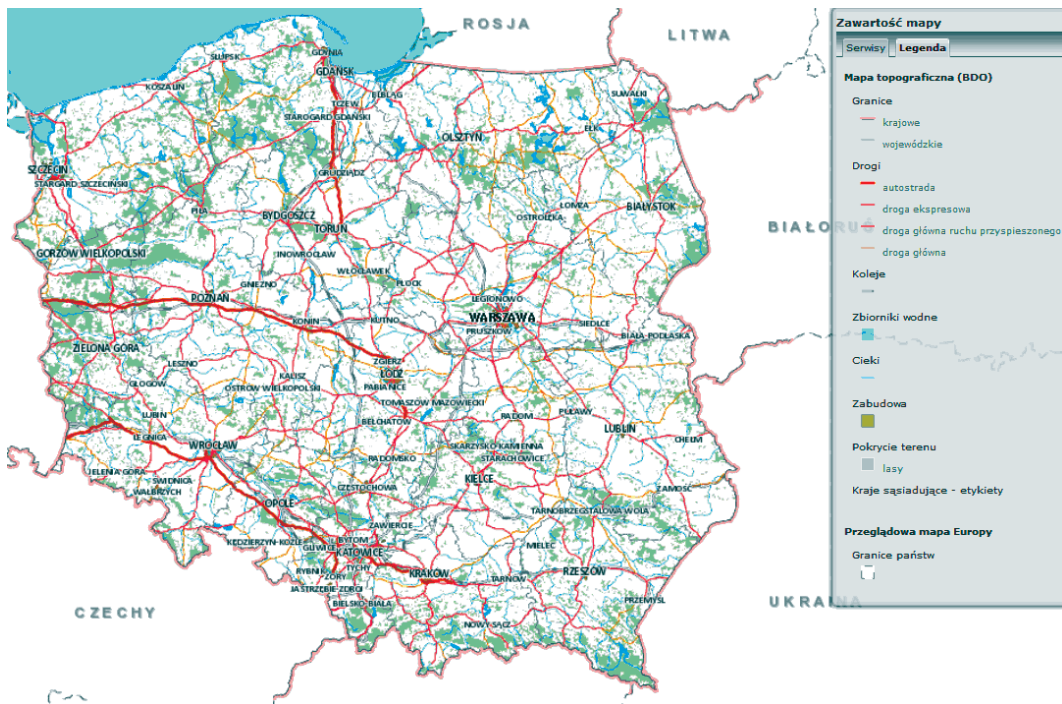 ROSJA
LITWA
GDYNIA
SŁUPSK
GDAŃSK
KOSZALIN
ELBLĄG
SUWAŁKI
TCZEW
STAROGARD GDAŃSKI
EŁK
OLSZTYN
SZCZECIN
STARGARD SZCZECIŃSKI
GRUDZIĄDZ
PIŁA
ŁOMŻA
BIAŁYSTOK
BYDGOSZCZ
OSTROŁĘKA
TORUŃ
BIAŁORUŚ
GORZÓW WIELKOPOLSKI
INOWROCŁAW
WŁOCŁAWEK
GNIEZNO
PŁOCK
POZNAŃ
LEGIONOWO
KONIN
KUTNO
WARSZAWA
SIEDLCE
PRUSZKÓW
BIAŁA PODLASKA
ZIELONA GÓRA
LESZNO
ZGIERZ
ŁÓDŹ
KALISZ
GŁOGÓW
OSTRÓW WIELKOPOLSKI
PABIANICE
TOMASZÓW MAZOWIECKI
LUBIN
BEŁCHATÓW
RADOM
PUŁAWY
LUBLIN
LEGNICA
WROCŁAW
SKARŻYSKO-KAMIENNA
CHEŁM
STARACHOWICE
JELENIA GÓRA
RADOMSKO
ŚWIDNICA
WAŁBRZYCH
KIELCE
CZĘSTOCHOWA
ZAMOŚĆ
OPOLE
TARNOBRZEG
STALOWA WOLA
ZAWIERCIE
KĘDZIERZYN-KOŹLE
BYTOM
GLIWICE
KATOWICE
MIELEC
RYBNIK
TYCHY
ŻORY
KRAKÓW
TARNÓW
RZESZÓW
JASTRZĘBIE-ZDRÓJ
BIELSKO-BIAŁA
PRZEMYŚL
NOWY SĄCZ
CZECHY
UKRAINA
Zawartość mapy
Serwisy
Legenda
Mapa topograficzna (BDO)
Granice
krajowe
wojewódzkie
Drogi
autostrada
droga ekspresowa
droga główna ruchu przyspieszonego
droga główna
Koleje
Zbiorniki wodne
Cieki
Zabudowa
Pokrycie terenu
lasy
Kraje sąsiadujące - etykiety
Przeglądowa mapa Europy
Granice państw